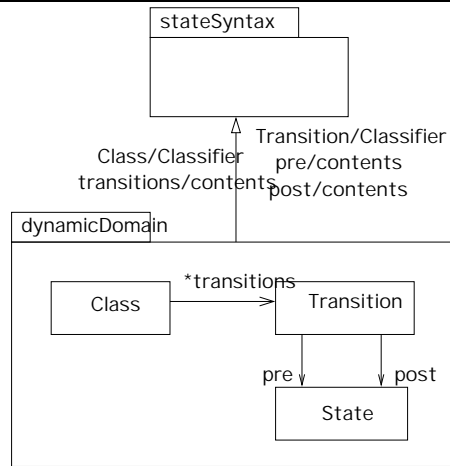 stateSyntax
Class/Classifier
transitions/contents
Transition/Classifier
pre/contents
post/contents
dynamicDomain
*transitions
Class
Transition
pre
post
State